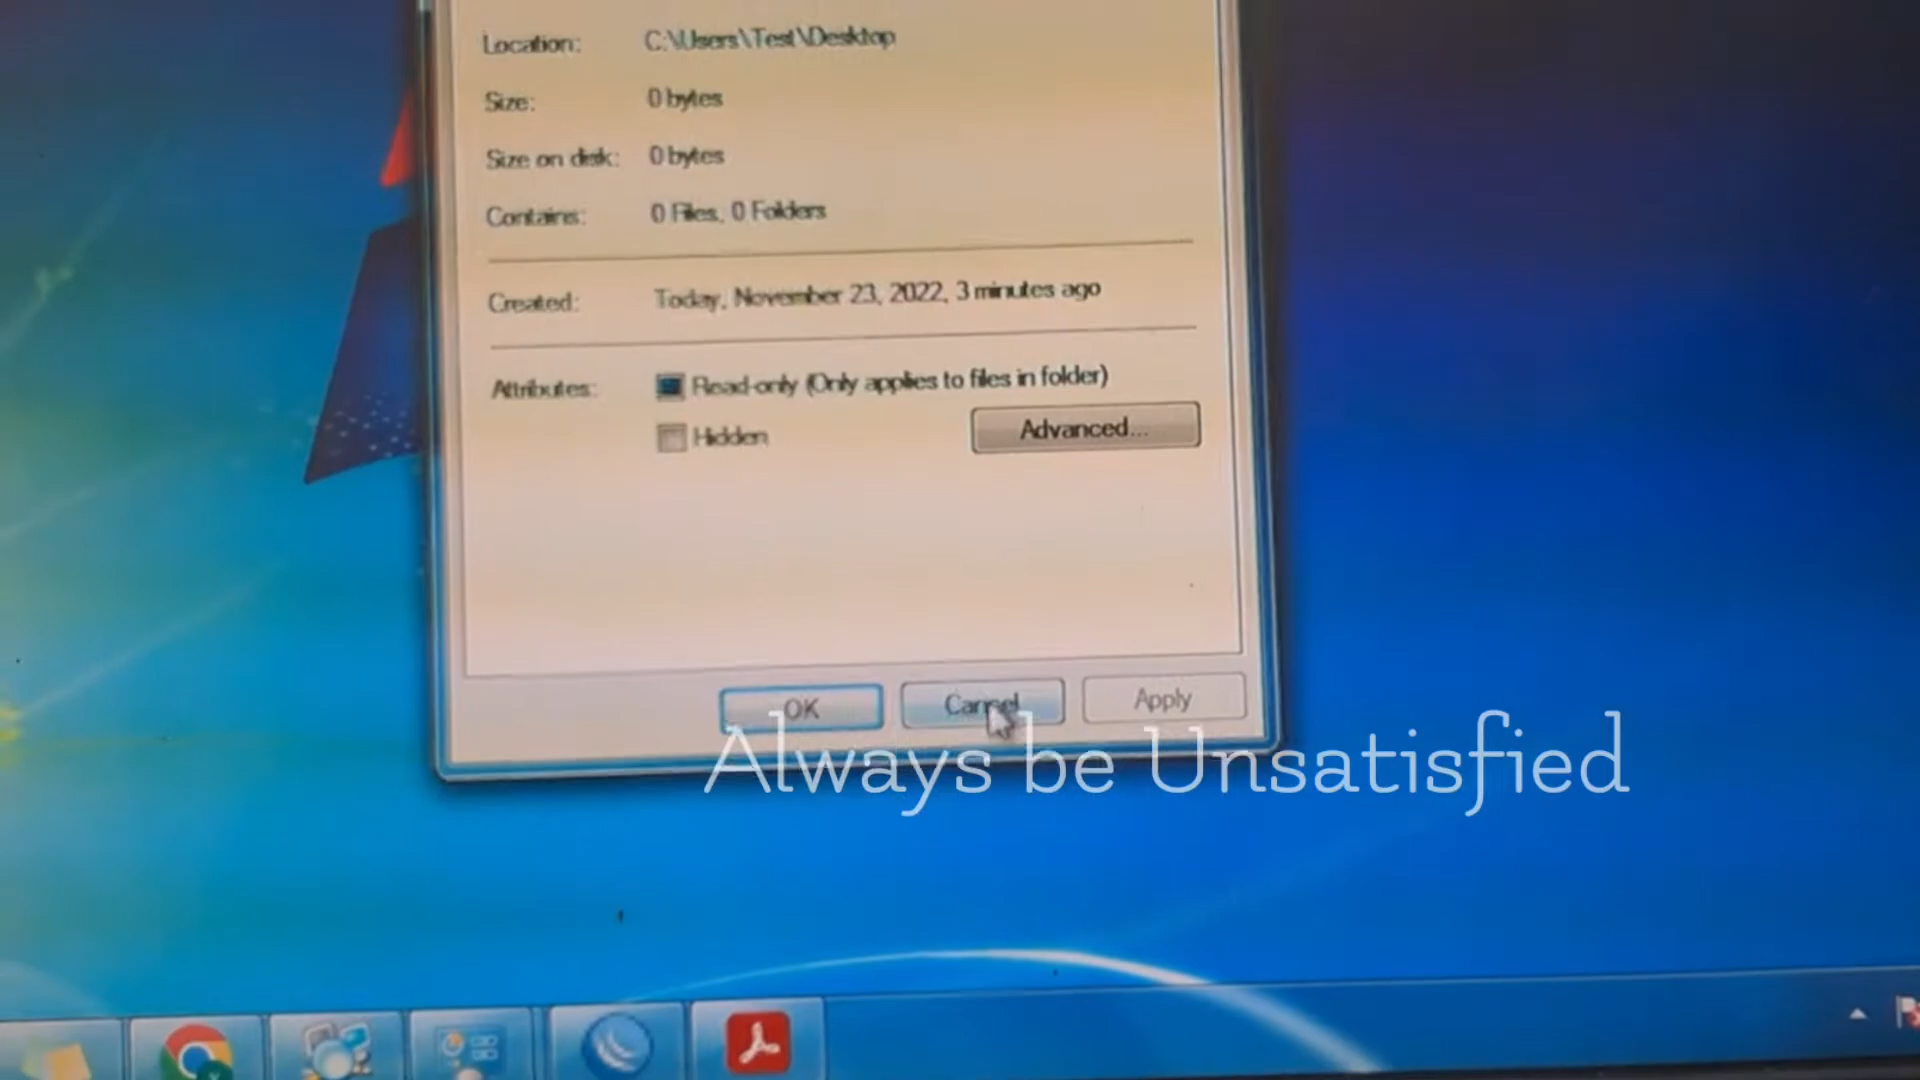 Location: C:\Users\Test\Desktop
Size: 0 bytes
Size on disk: 0 bytes
Contains: 0 Files, 0 Folders
Created: Today, November 23, 2022, 3 minutes ago
Attributes: Read-only (Only applies to files in folder)
Hidden Advanced...
OK Cancel Apply
Always be Unsatisfied